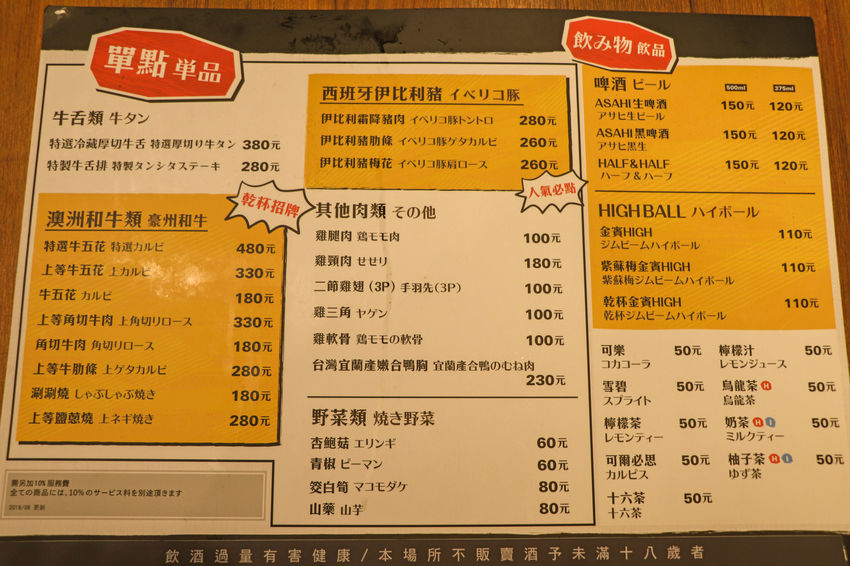 單點 単品
牛舌類 牛タン
特選冷藏厚切牛舌 特選厚切り牛タン 380元
特製牛舌排 特製タンシタステーキ 280元
乾杯招牌
澳洲和牛類 豪州和牛
特選牛五花 特選カルビ 480元
上等牛五花 上カルビ 330元
牛五花 カルビ 180元
上等角切牛肉 上角切りロース 330元
角切牛肉 角切りロース 180元
上等牛肋條 上ゲタカルビ 280元
涮涮燒 しゃぶしゃぶ焼き 180元
上等鹽蔥燒 上ネギ焼き 280元
需另加10%服務費
全ての商品には、10%のサービス料を別途頂きます
2018/08 更新
西班牙伊比利豬 イベリコ豚
伊比利霜降豬肉 イベリコ豚トントロ 280元
伊比利豬肋條 イベリコ豚ゲタカルビ 260元
伊比利豬梅花 イベリコ豚肩ロース 260元
人氣必點
其他肉類 その他
雞腿肉 鶏モモ肉 100元
雞頸肉 せせり 180元
二節雞翅（3P）手羽先（3P） 100元
雞三角 ヤゲン 100元
雞軟骨 鶏モモの軟骨 100元
台灣宜蘭產嫩合鴨胸 宜蘭産合鴨のむね肉
230元
野菜類 焼き野菜
杏鮑菇 エリンギ 60元
青椒 ピーマン 60元
筊白筍 マコモダケ 80元
山藥 山芋 80元
飲み物 飲品
啤酒 ビール 500ml 375ml
ASAHI生啤酒 150元 120元
アサヒ生ビール
ASAHI黑啤酒 150元 120元
アサヒ黒生
HALF&HALF 150元 120元
ハーフ&ハーフ
HIGH BALL ハイボール
金賓HIGH 110元
ジムビームハイボール
紫蘇梅金賓HIGH 110元
紫蘇梅ジムビームハイボール
乾杯金賓HIGH 110元
乾杯ジムビームハイボール
可樂 50元
コカコーラ
雪碧 50元
スプライト
檸檬茶 50元
レモンティー
可爾必思 50元
カルピス
十六茶 50元
十六茶
檸檬汁 50元
レモンジュース
烏龍茶 H 50元
烏龍茶
奶茶 H I 50元
ミルクティー
柚子茶 H I 50元
ゆず茶
飲酒過量有害健康/本場所不販賣酒予未滿十八歲者